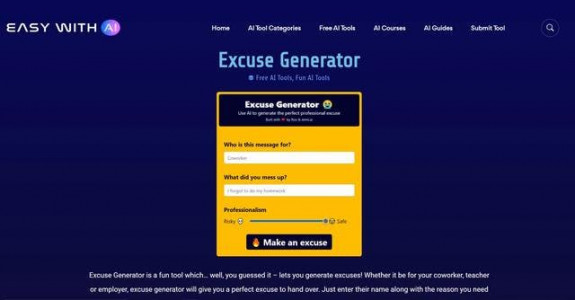 EASY WITH AI
Home AI Tool Categories Free AI Tools AI Courses AI Guides Submit Tool
Excuse Generator
Free AI Tools, Fun AI Tools
Excuse Generator 😭
Use AI to generate the perfect professional excuse
Who is this message for?
Coworker
What did you mess up?
I forgot to do my homework
Professionalism
Risky Safe
🔥 Make an excuse
Excuse Generator is a fun tool which... well, you guessed it – lets you generate excuses! Whether it be for your coworker, teacher
or employer, excuse generator will give you a perfect excuse to hand over. Just enter their name along with the reason you need